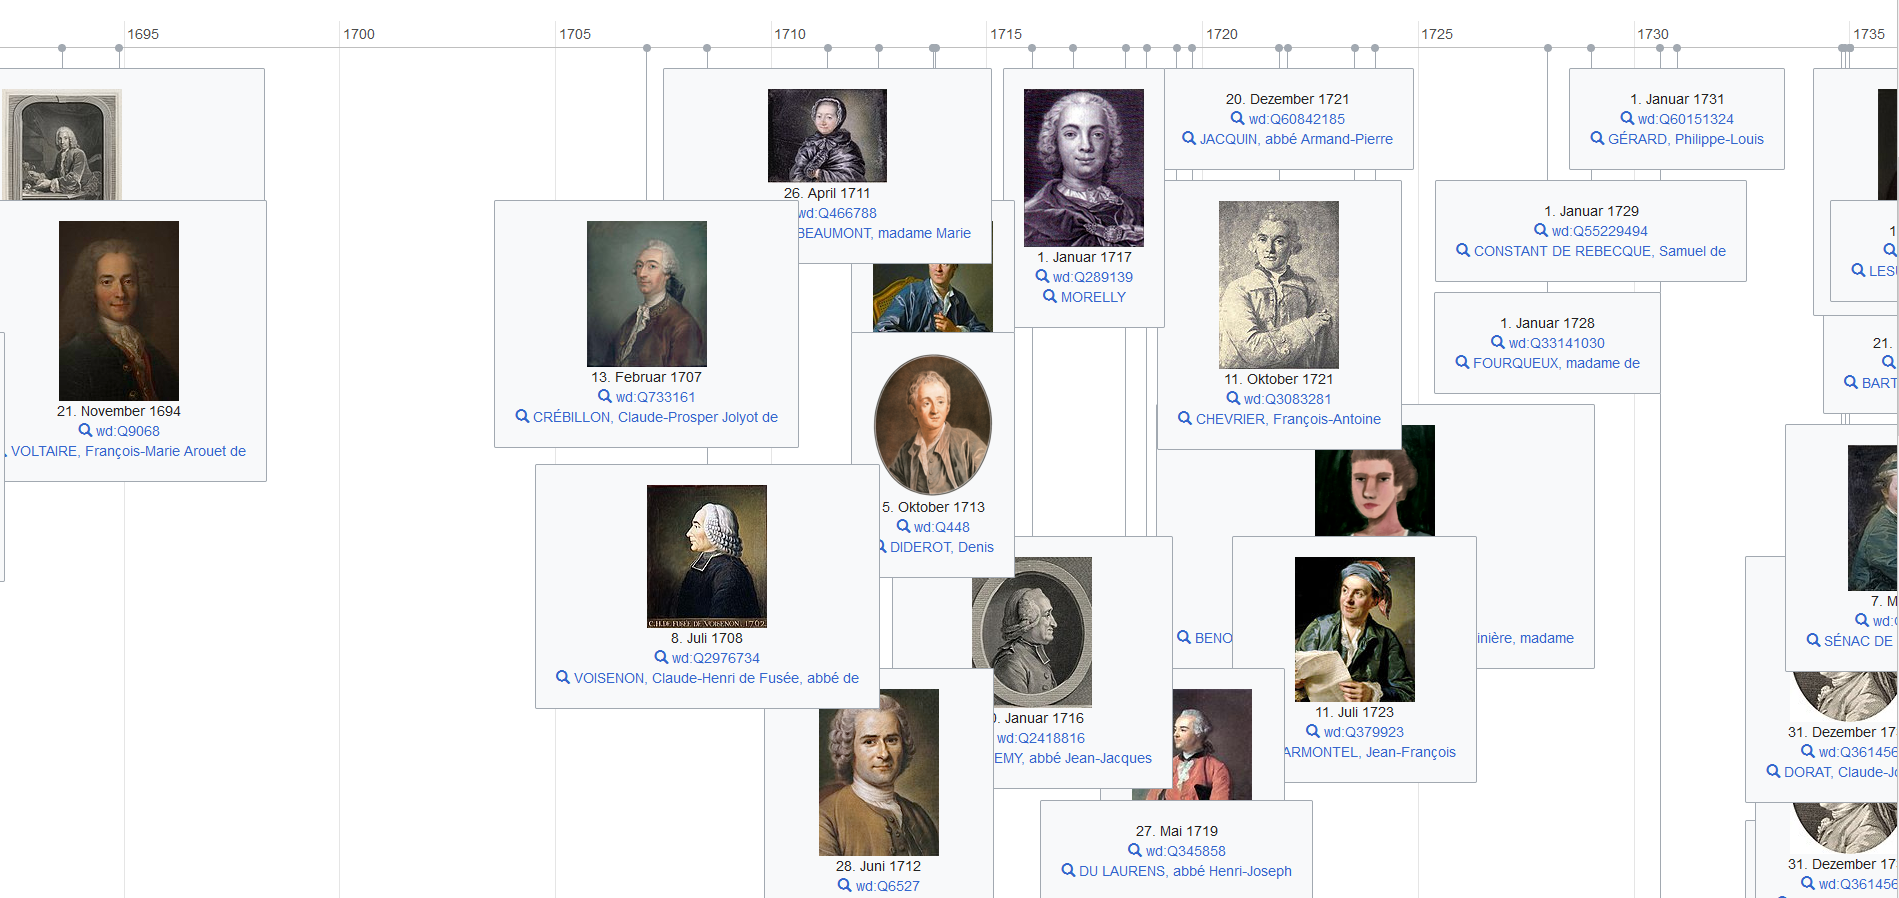 1695
1700
1705
1710
1715
1720
1725
1730
1735
21. November 1694
wd:Q9068
VOLTAIRE, François-Marie Arouet de
13. Februar 1707
wd:Q733161
CRÉBILLON, Claude-Prosper Jolyot de
C.H.DE FUSÉE DE VOISENON,
8. Juli 1708
wd:Q2976734
VOISENON, Claude-Henri de Fusée, abbé de
26. April 1711
wd:Q466788
BEAUMONT, madame Marie
5. Oktober 1713
wd:Q448
DIDEROT, Denis
28. Juni 1712
wd:Q6527
1. Januar 1717
wd:Q289139
MORELLY
Januar 1716
wd:Q2418816
EMY, abbé Jean-Jacques
27. Mai 1719
wd:Q345858
DU LAURENS, abbé Henri-Joseph
20. Dezember 1721
wd:Q60842185
JACQUIN, abbé Armand-Pierre
11. Oktober 1721
wd:Q3083281
CHEVRIER, François-Antoine
BENO
inière, madame
11. Juli 1723
wd:Q379923
ARMONTEL, Jean-François
1. Januar 1731
wd:Q60151324
GÉRARD, Philippe-Louis
1. Januar 1729
wd:Q55229494
CONSTANT DE REBECQUE, Samuel de
1. Januar 1728
wd:Q33141030
FOURQUEUX, madame de
1
LES
21.
BART
7. M
wd:
SÉNAC DE
31. Dezember 17
wd:Q361456
DORAT, Claude-J
31. Dezember 17
wd:Q361456